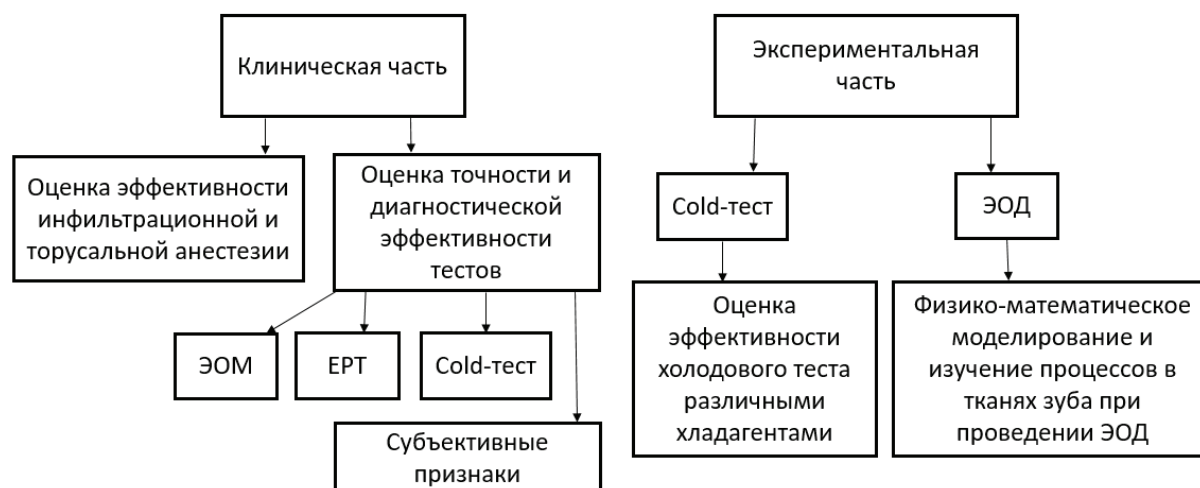 Клиническая часть
Экспериментальная
часть
Оценка эффективности
инфильтрационной и
торусальной анестезии
Оценка точности и
диагностической
эффективности
тестов
Cold-тест
ЭОД
ЭОМ
EPT
Cold-тест
Субъективные
признаки
Оценка
эффективности
холодового теста
различными
хладагентами
Физико-математическое
моделирование и
изучение процессов в
тканях зуба при
проведении ЭОД